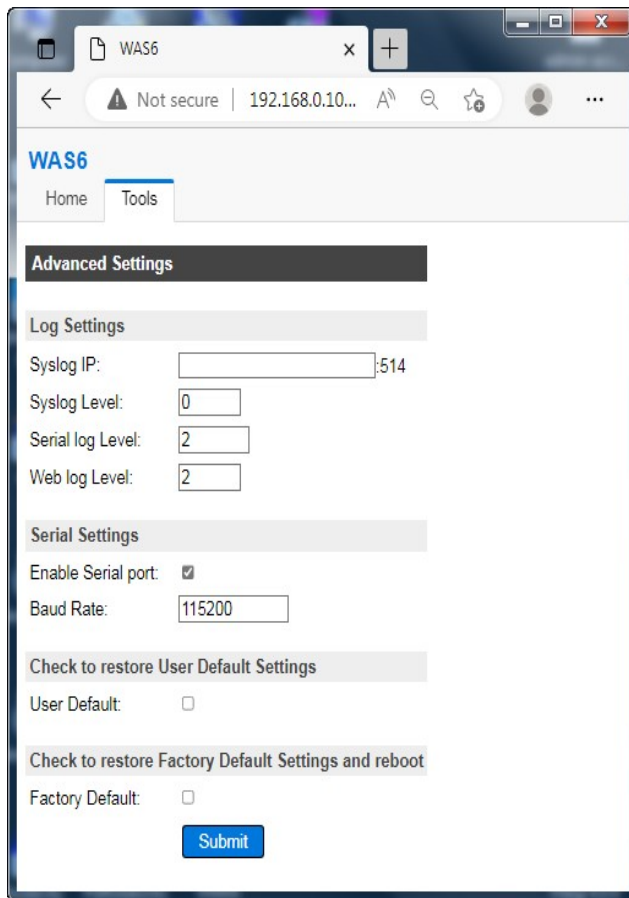 WAS6
Not secure | 192.168.0.10... A
WAS6
Home Tools
Advanced Settings
Log Settings
Syslog IP: :514
Syslog Level: 0
Serial log Level: 2
Web log Level: 2
Serial Settings
Enable Serial port:
Baud Rate: 115200
Check to restore User Default Settings
User Default:
Check to restore Factory Default Settings and reboot
Factory Default:
Submit